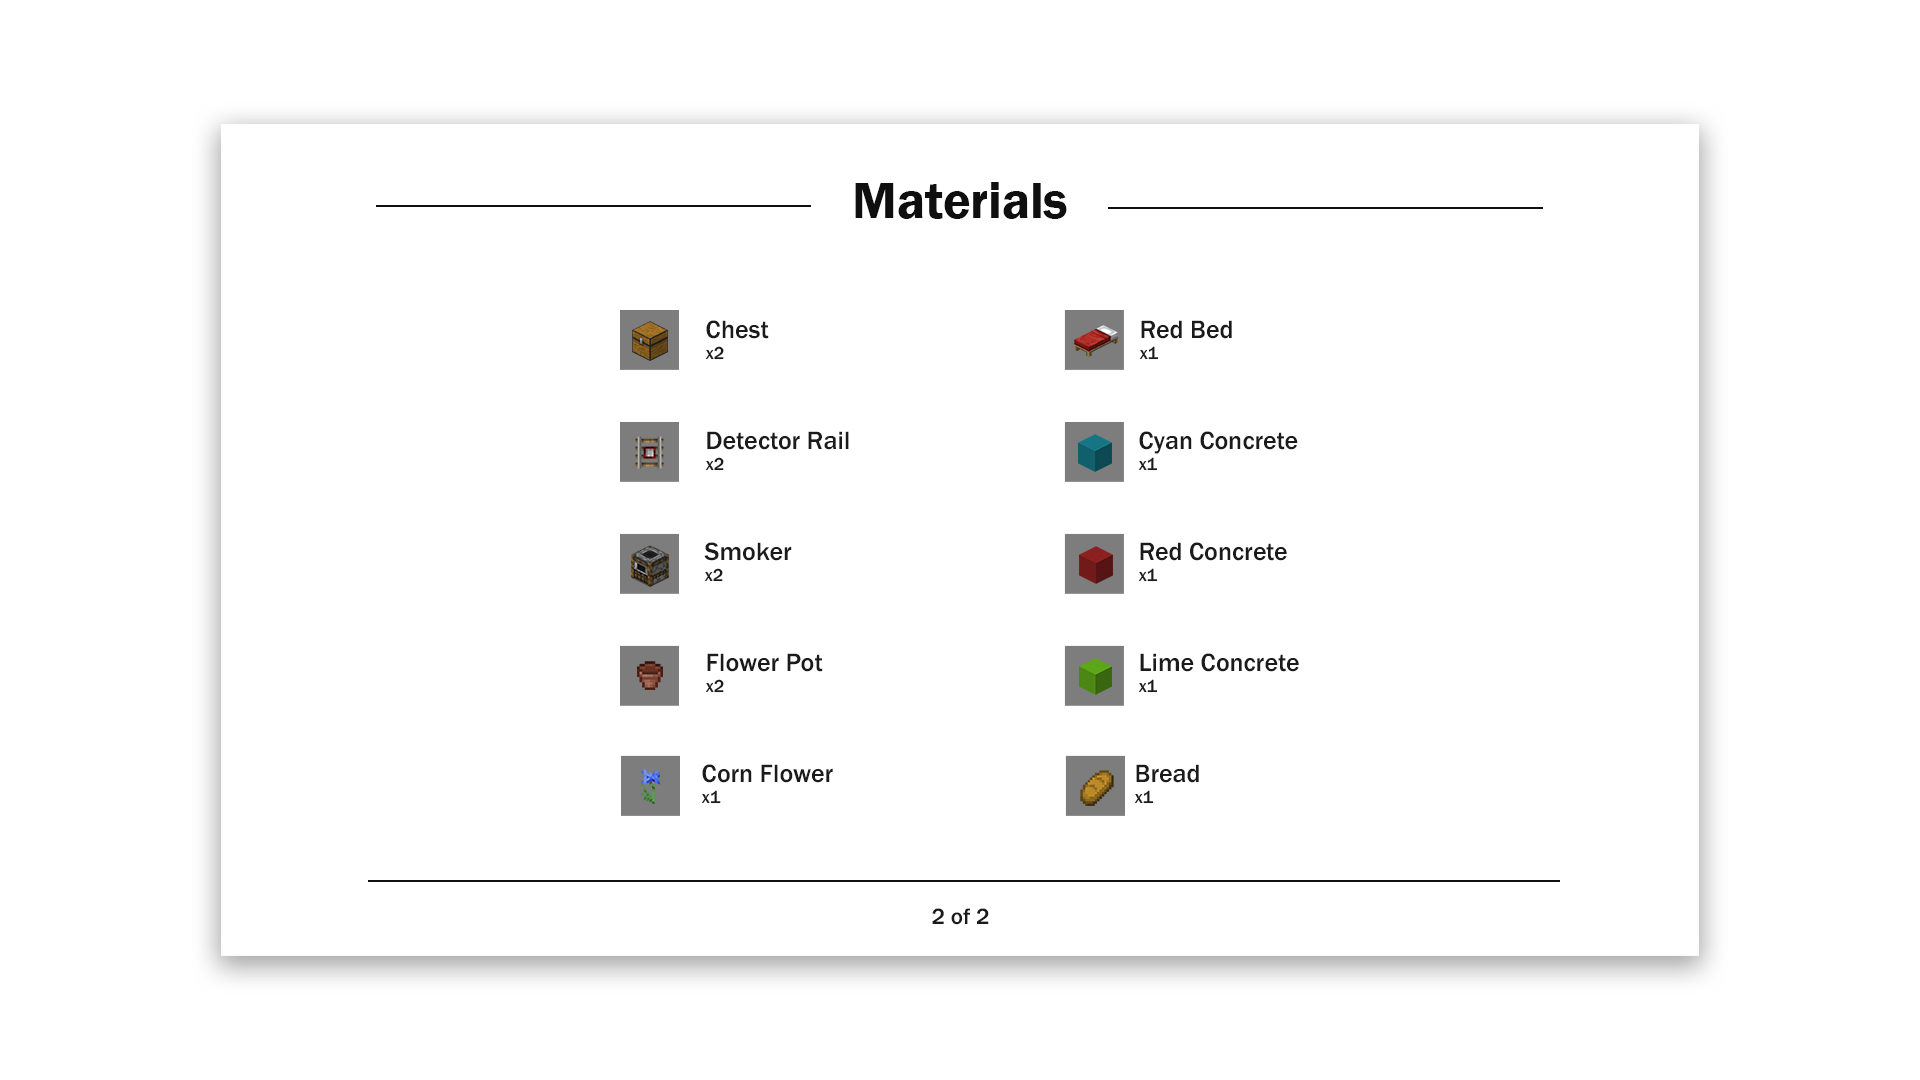 Materials
Chest
x2
Detector Rail
x2
Smoker
x2
Flower Pot
x2
Corn Flower
x1
Red Bed
x1
Cyan Concrete
x1
Red Concrete
x1
Lime Concrete
x1
Bread
x1
2 of 2